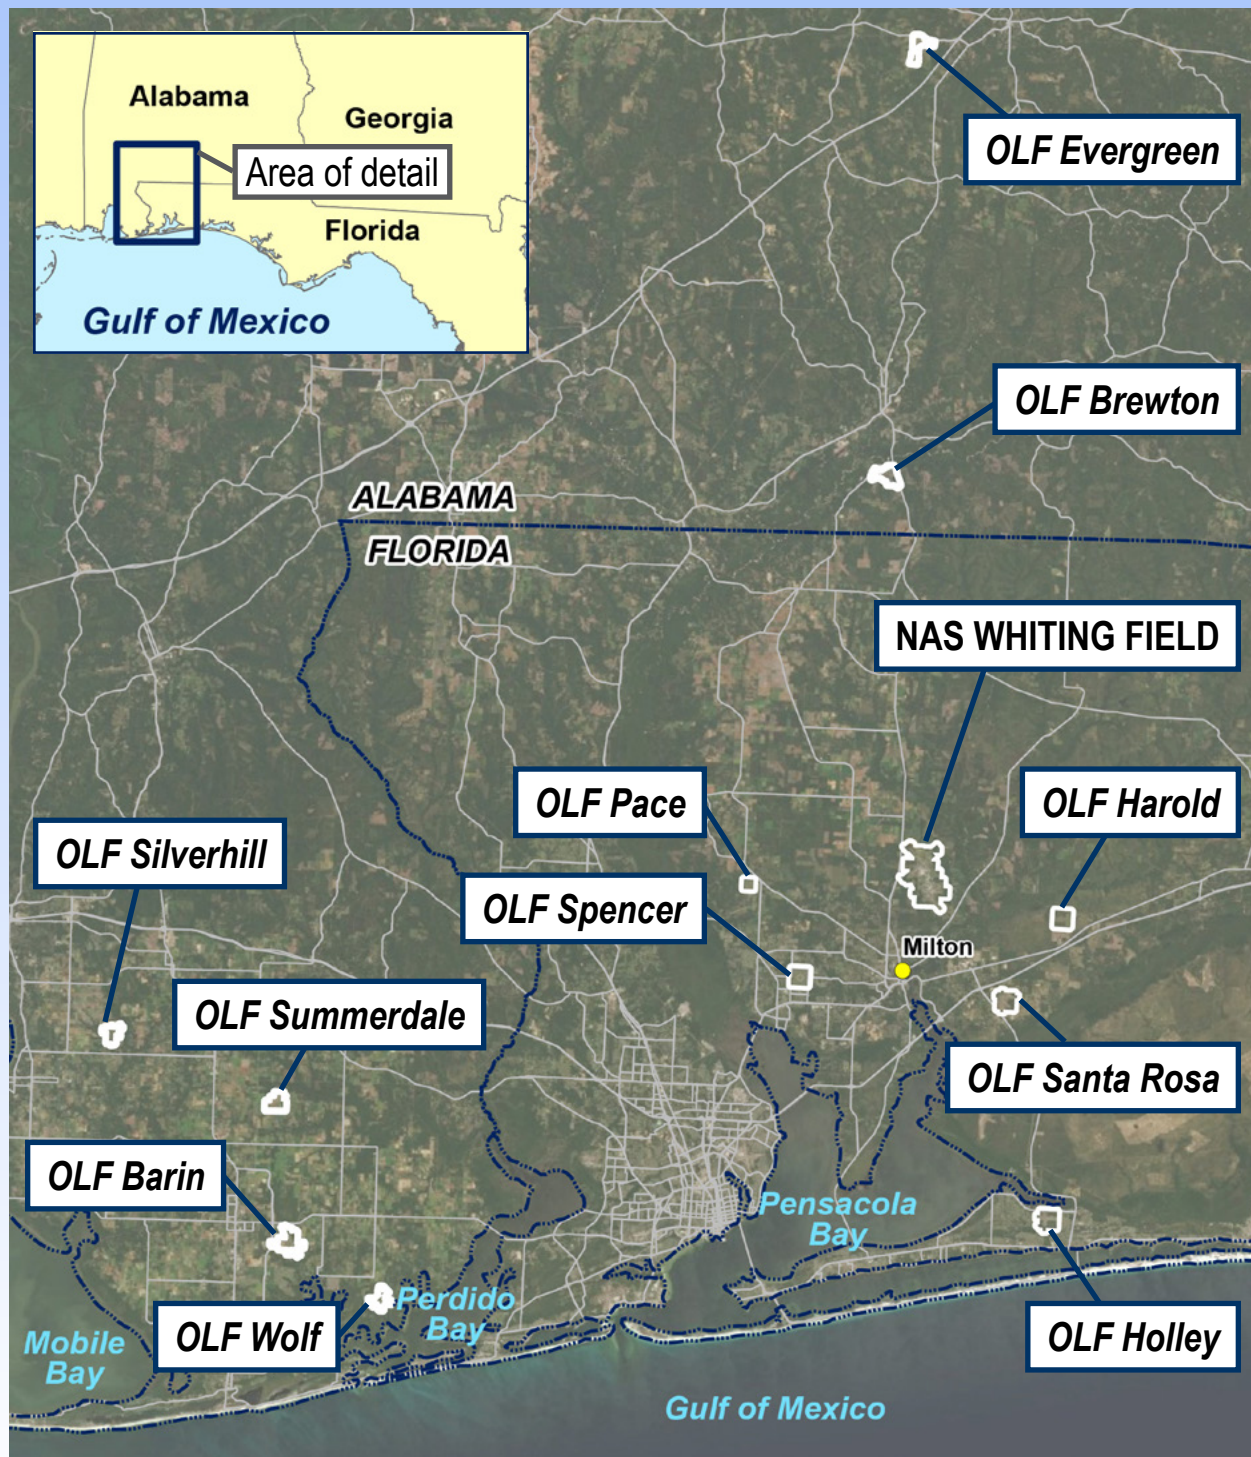 Alabama
Georgia
Area of detail
Florida
Gulf of Mexico
OLF Evergreen
OLF Brewton
ALABAMA
FLORIDA
NAS WHITING FIELD
OLF Pace
OLF Harold
OLF Silverhill
OLF Spencer
Milton
OLF Summerdale
OLF Santa Rosa
OLF Barin
Pensacola
Bay
OLF Wolf
Perdido
Bay
Mobile
Bay
OLF Holley
Gulf of Mexico